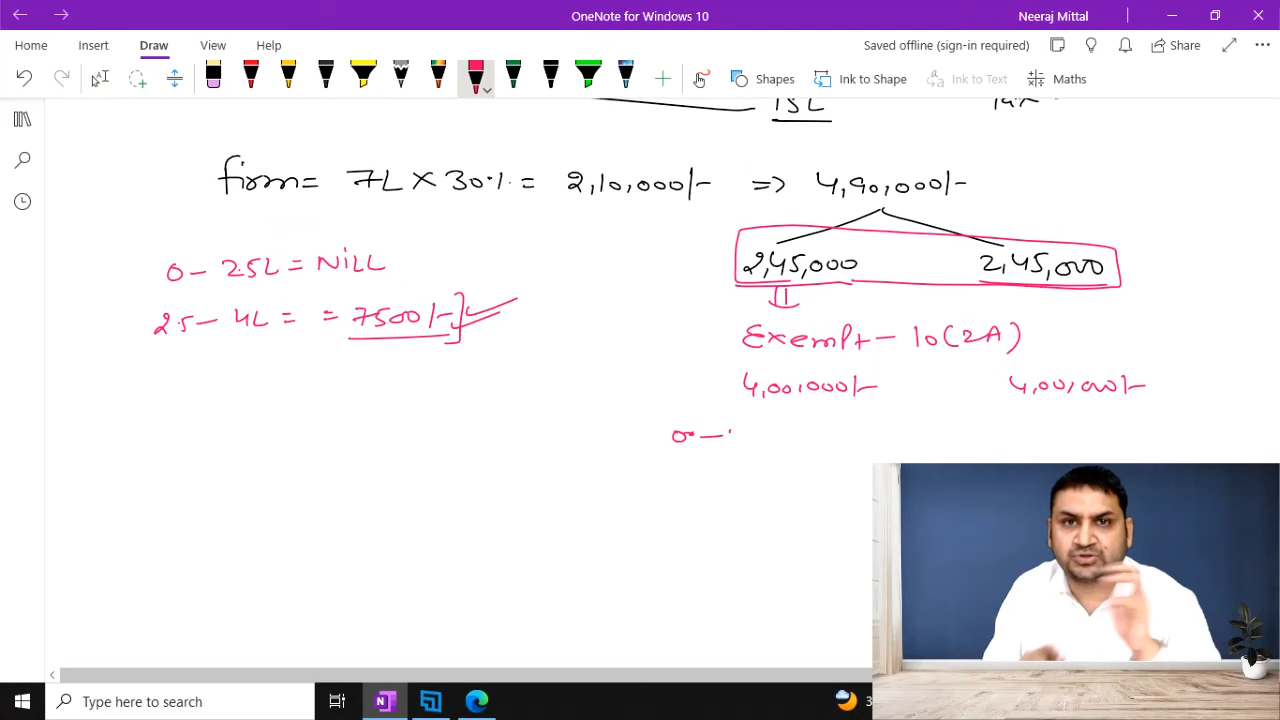 OneNote for Windows 10
Neeraj Mittal
Home Insert Draw View Help
Saved offline (sign-in required) Share
Shapes Ink to Shape Ink to Text Maths
15L
firm= 7L X 30%.= 2,10,000/- => 4,90,000/-
2,45,000 2,45,000
0- 2.5L = NiLL
2.5- 4L = = 7500/-
Exempt- 10(2A)
4,00,000/- 4,00,000/-
0-
Type here to search
3